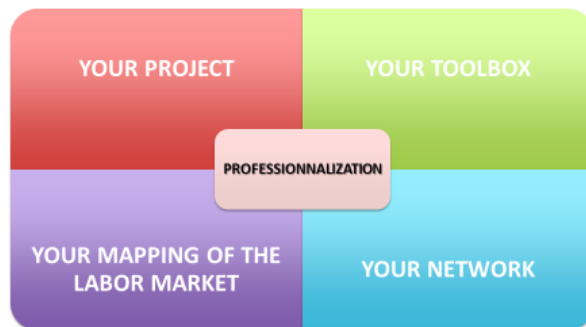 YOUR PROJECT
YOUR TOOLBOX
PROFESSIONNALIZATION
YOUR MAPPING OF THE
LABOR MARKET
YOUR NETWORK